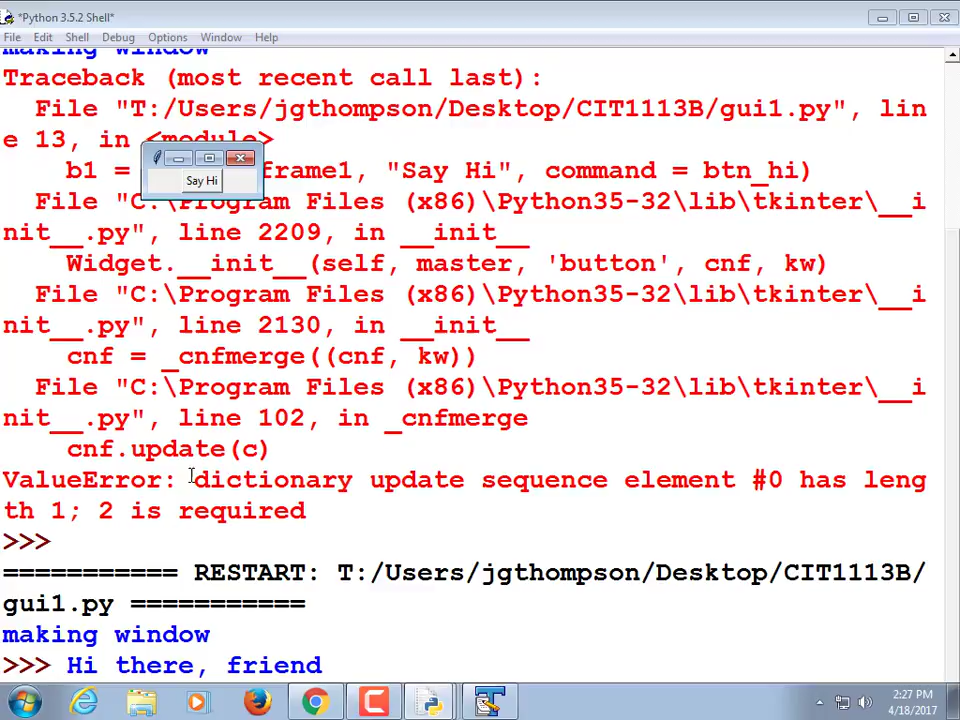 *Python 3.5.2 Shell*
File Edit Shell Debug Options Window Help
making window
Traceback (most recent call last):
File "T:/Users/jgthompson/Desktop/CIT1113B/gui1.py", lin
e 13, in <module>
b1 = frame1, "Say Hi", command = btn_hi)
Say Hi
File "C:\Program Files (x86)\Python35-32\lib\tkinter\__i
nit__.py", line 2209, in __init__
Widget.__init__(self, master, 'button', cnf, kw)
File "C:\Program Files (x86)\Python35-32\lib\tkinter\__i
nit__.py", line 2130, in __init__
cnf = _cnfmerge((cnf, kw))
File "C:\Program Files (x86)\Python35-32\lib\tkinter\__i
nit__.py", line 102, in _cnfmerge
cnf.update(c)
ValueError: dictionary update sequence element #0 has leng
th 1; 2 is required
>>>
=========== RESTART: T:/Users/jgthompson/Desktop/CIT1113B/
gui1.py ===========
making window
>>> Hi there, friend
2:27 PM
4/18/2017